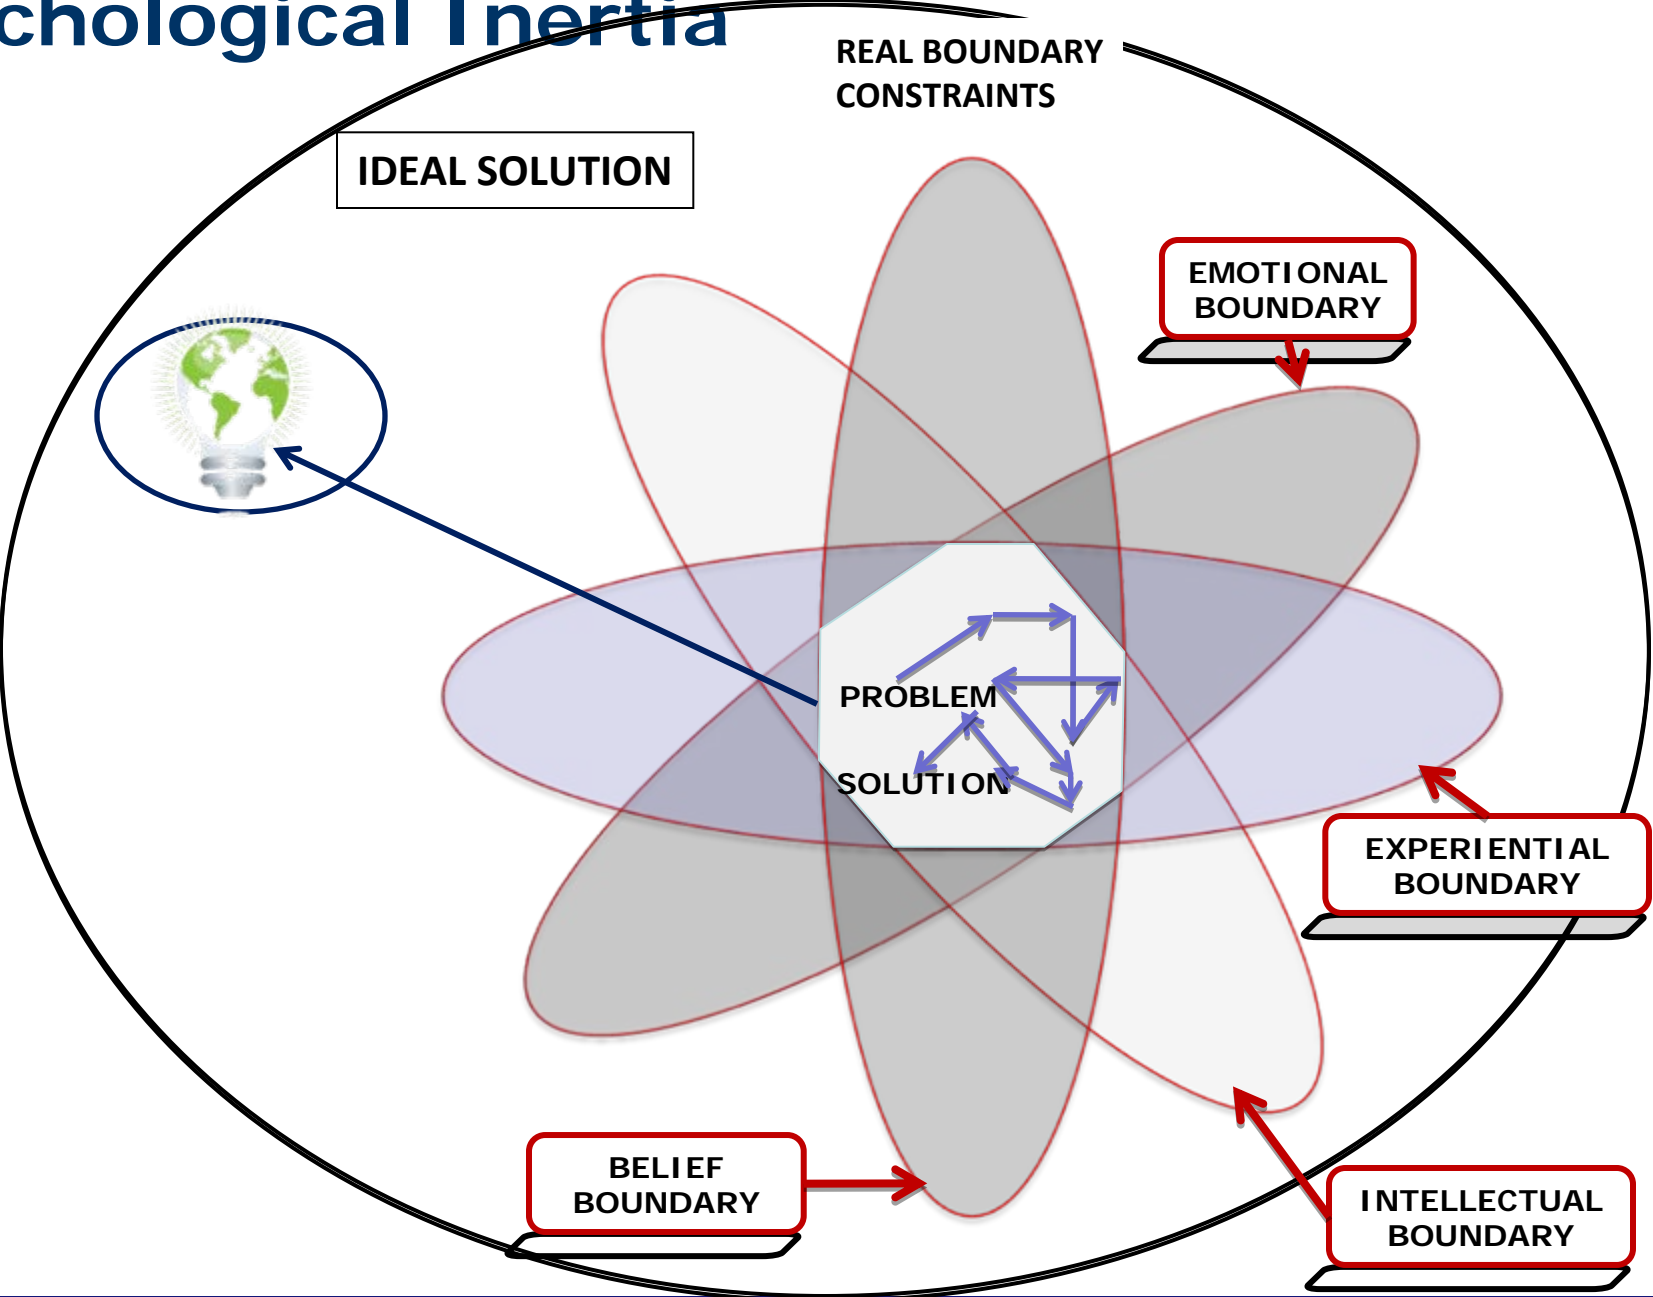 chological Inertia
REAL BOUNDARY
CONSTRAINTS
IDEAL SOLUTION
EMOTIONAL
BOUNDARY
PROBLEM
SOLUTION
EXPERIENTIAL
BOUNDARY
BELIEF
BOUNDARY
INTELLECTUAL
BOUNDARY